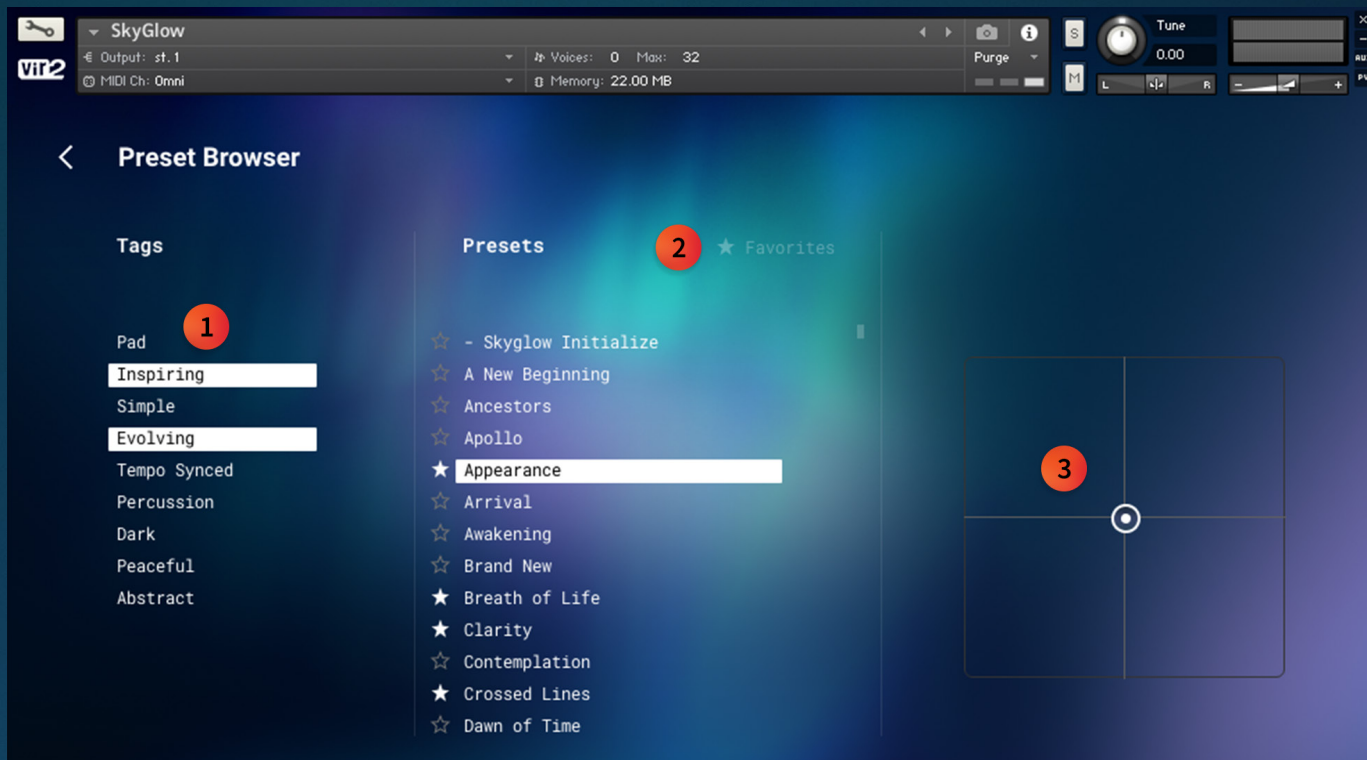 SkyGlow
Output: st.1
Voices: 0 Max: 32
Purge
MIDI Ch: Omni
Memory: 22.00 MB
Vir2
S
M
Tune
0.00
L R
- +
AUX
Preset Browser
Tags
Presets
2
★ Favorites
1
Pad
Inspiring
Simple
Evolving
Tempo Synced
Percussion
Dark
Peaceful
Abstract
- Skyglow Initialize
A New Beginning
Ancestors
Apollo
Appearance
Arrival
Awakening
Brand New
Breath of Life
Clarity
Contemplation
Crossed Lines
Dawn of Time
3